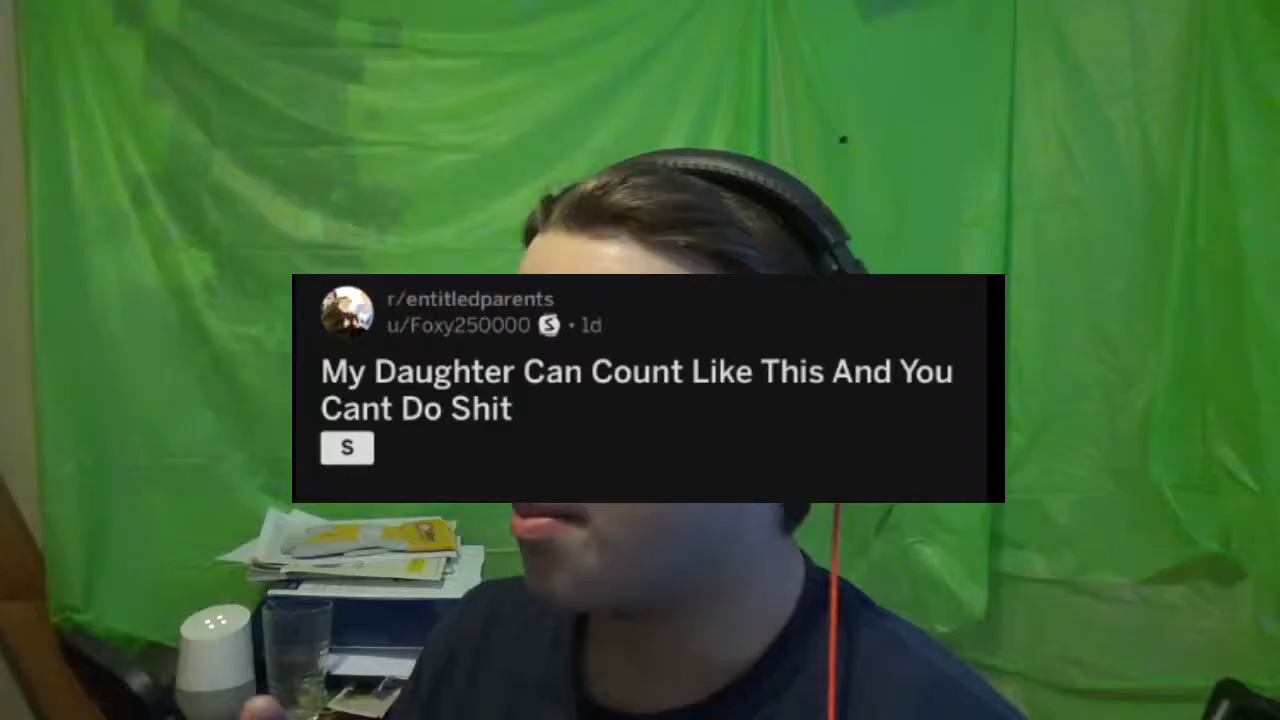 r/entitledparents
u/Foxy250000 S • 1d
My Daughter Can Count Like This And You
Cant Do Shit
S